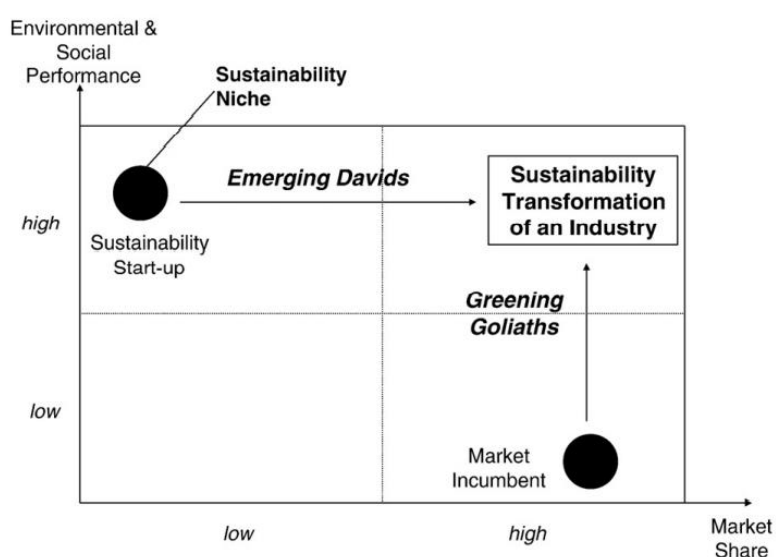 Environmental &
Social
Performance
Sustainability
Niche
Emerging Davids
Sustainability
Transformation
of an Industry
high
Sustainability
Start-up
Greening
Goliaths
low
Market
Incumbent
low
high
Market
Share